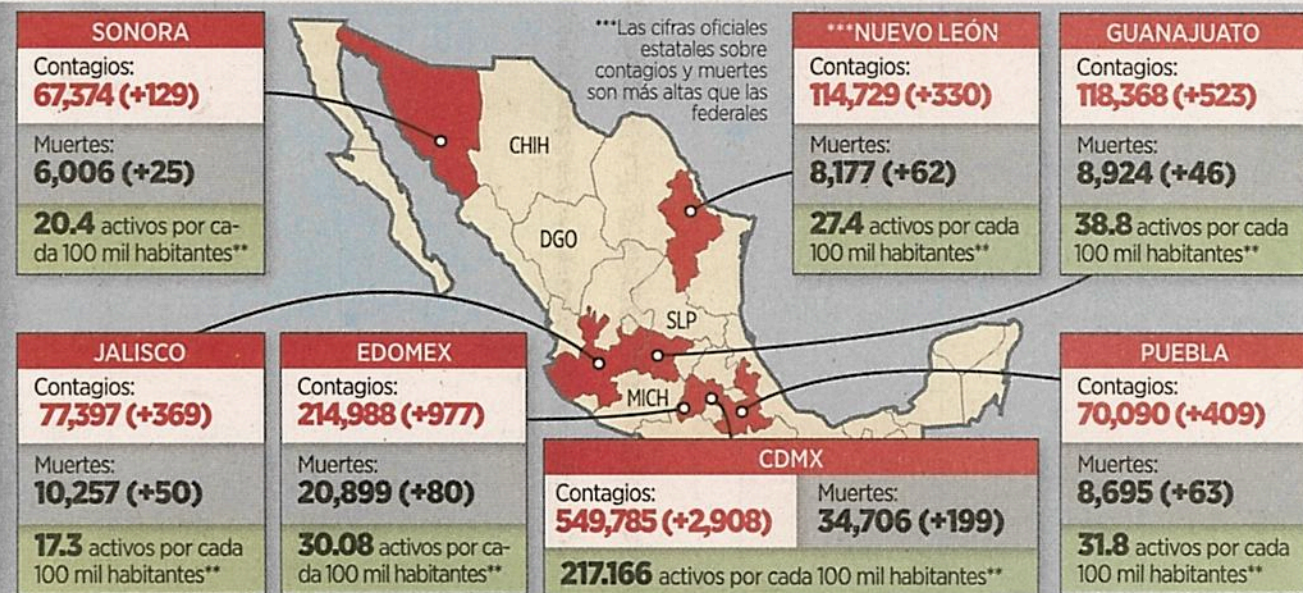 SONORA
Contagios:
67,374 (+129)
Muertes:
6,006 (+25)
20.4 activos por ca-
da 100 mil habitantes**
***Las cifras oficiales
estatales sobre
contagios y muertes
son más altas que las
federales
***NUEVO LEÓN
Contagios:
114,729 (+330)
Muertes:
8,177 (+62)
27.4 activos por cada
100 mil habitantes**
GUANAJUATO
Contagios:
118,368 (+523)
Muertes:
8,924 (+46)
38.8 activos por cada
100 mil habitantes**
CHIH
DGO
SLP
MICH
JALISCO
Contagios:
77,397 (+369)
Muertes:
10,257 (+50)
17.3 activos por cada
100 mil habitantes**
EDOMEX
Contagios:
214,988 (+977)
Muertes:
20,899 (+80)
30.08 activos por ca-
da 100 mil habitantes**
CDMX
Contagios:
549,785 (+2,908)
Muertes:
34,706 (+199)
217.166 activos por cada 100 mil habitantes**
PUEBLA
Contagios:
70,090 (+409)
Muertes:
8,695 (+63)
31.8 activos por cada
100 mil habitantes**